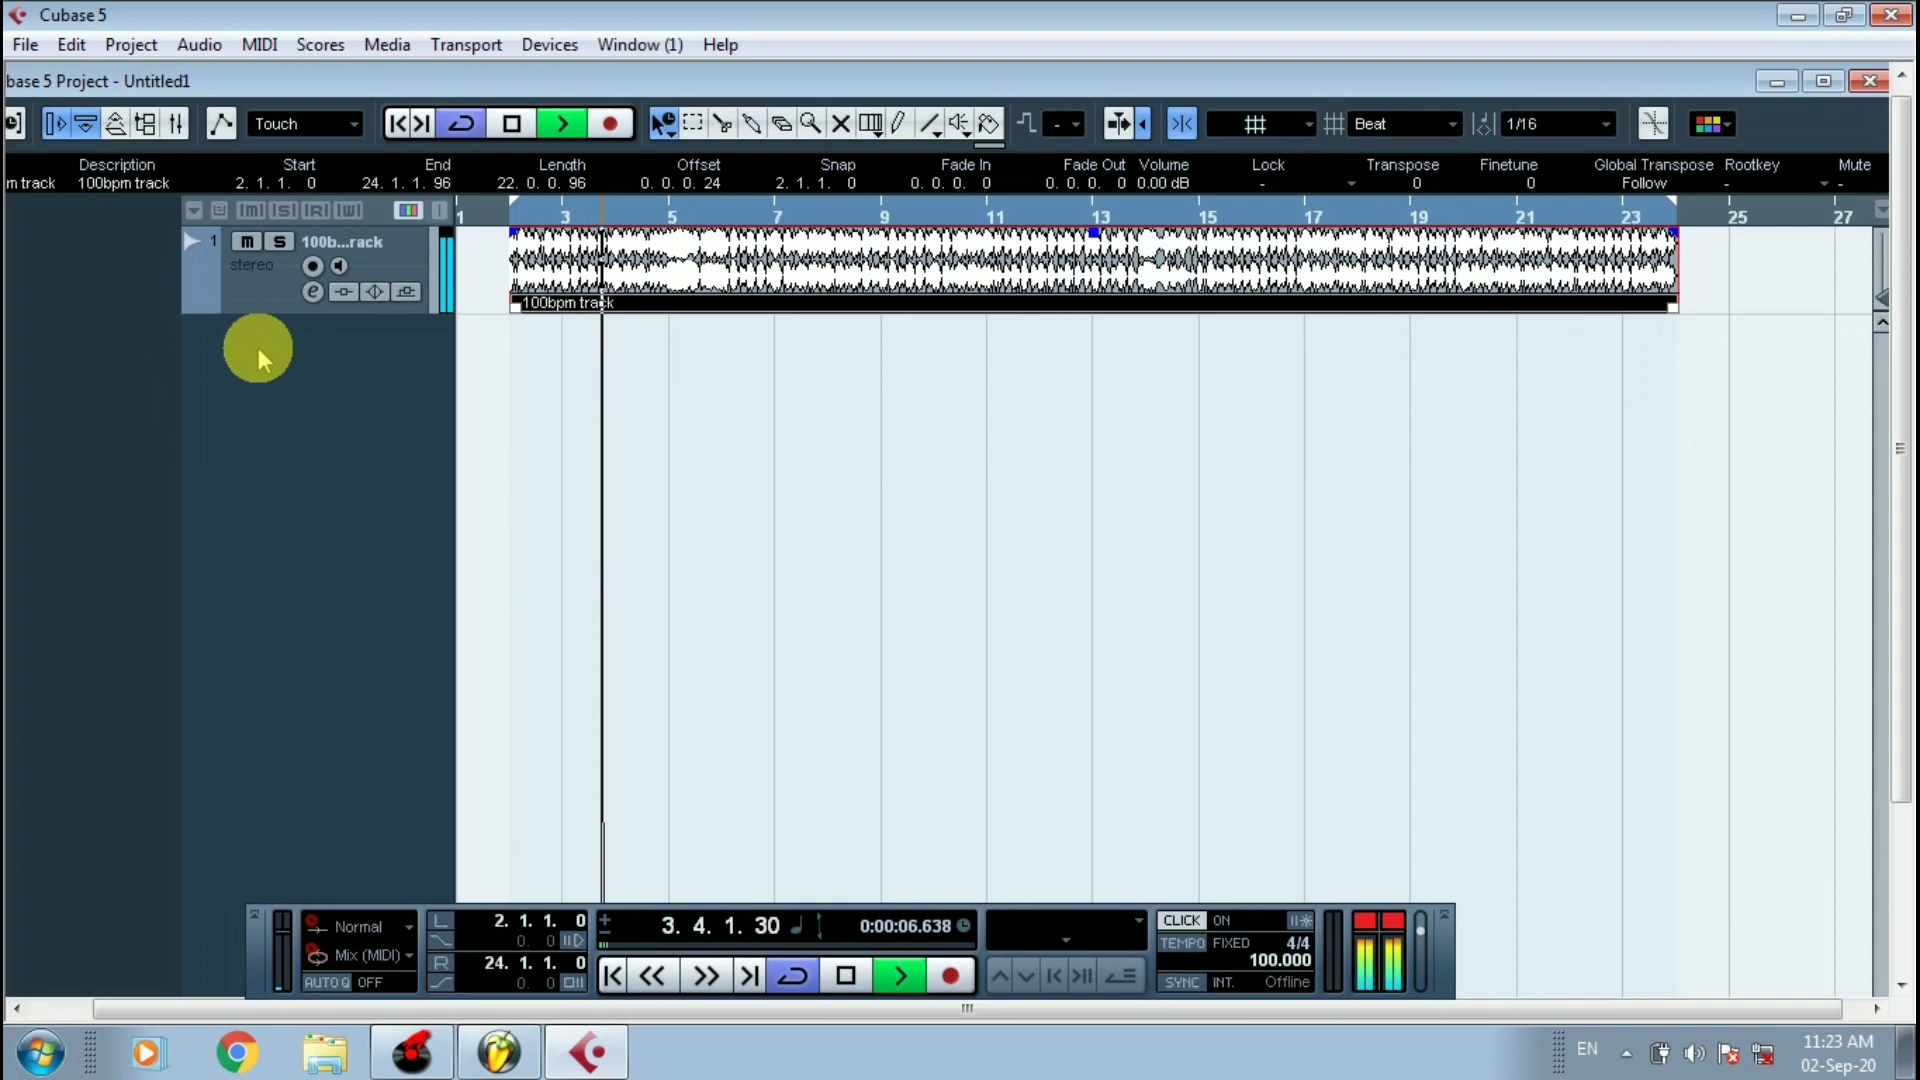 Cubase 5
File Edit Project Audio MIDI Scores Media Transport Devices Window (1) Help
base 5 Project - Untitled1
Touch - Beat 1/16
Description Start End Length Offset Snap Fade In Fade Out Volume Lock Transpose Finetune Global Transpose Rootkey Mute
m track 100bpm track 2. 1. 1. 0 24. 1. 1. 96 22. 0. 0. 96 0. 0. 0. 24 2. 1. 1. 0 0. 0. 0. 0 0. 0. 0. 0 0.00 dB - 0 0 Follow - -
m S R W 1 3 5 7 9 11 13 15 17 19 21 23 25 27
1 m S 100b...rack
stereo
e
100bpm track
Normal L 2. 1. 1. 0 3. 4. 1. 30 0:00:06.638 CLICK ON
0. 0
Mix (MIDI) TEMPO FIXED 4/4
R 24. 1. 1. 0 100.000
AUTO Q OFF 0. 0 SYNC INT. Offline
EN 11:23 AM
02-Sep-20